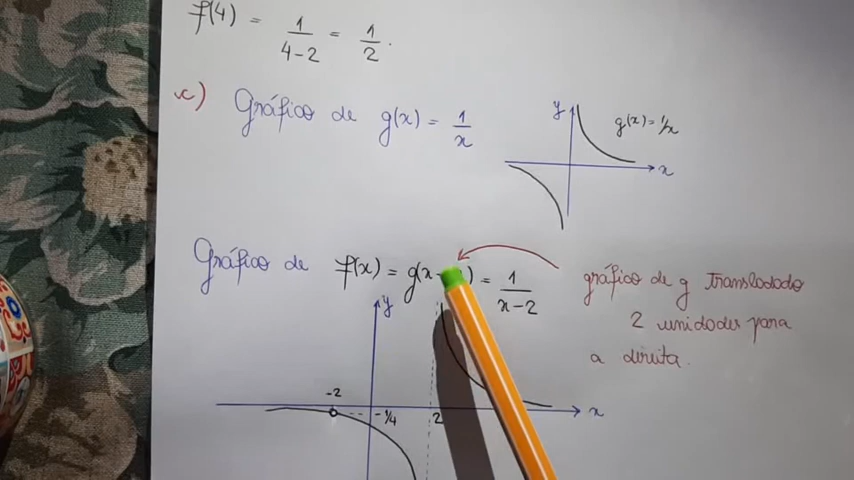 f(4) = 1/(4-2) = 1/2.
c) Gráfico de g(x) = 1/x
y
g(x) = 1/x
x
Gráfico de f(x) = g(x- ) = 1/(x-2)
gráfico de g transladado
2 unidades para
a direita.
y
-2
-1/4
2
x